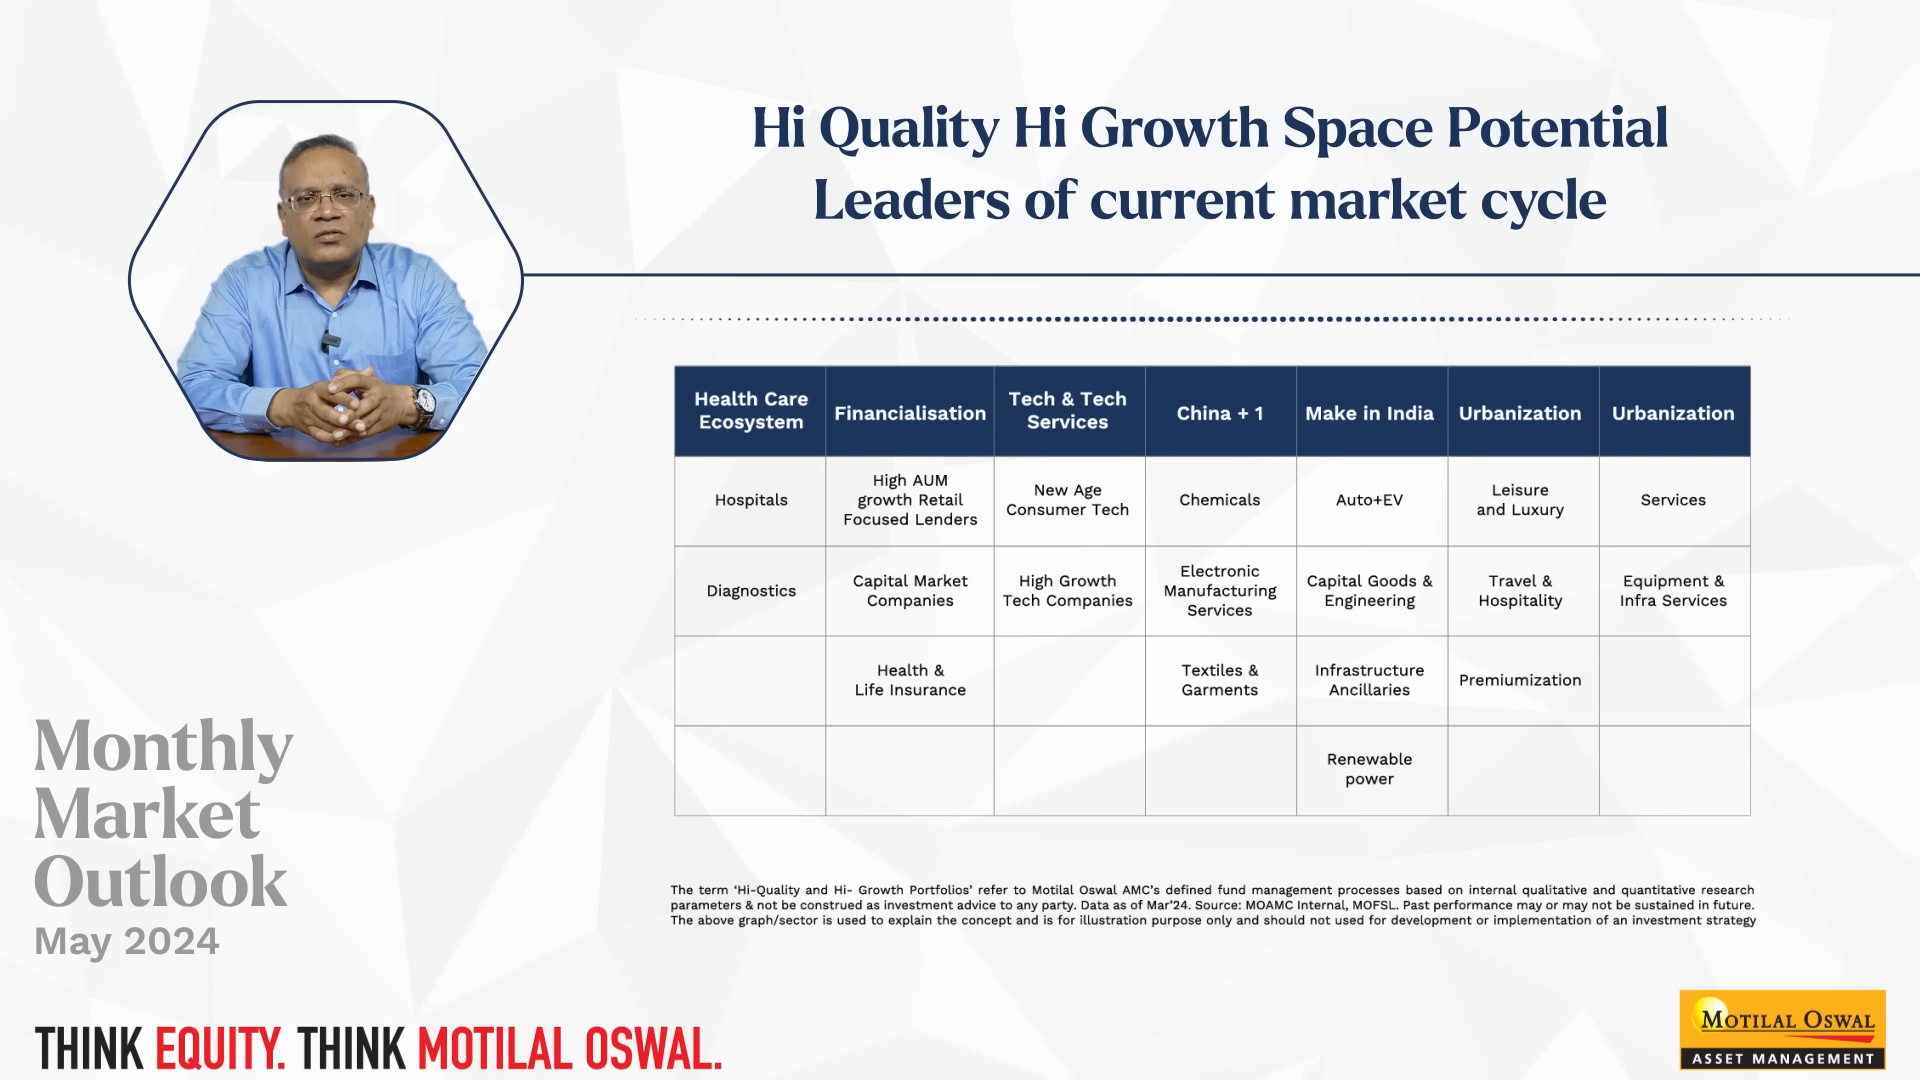 Hi Quality Hi Growth Space Potential
Leaders of current market cycle
Health Care
Ecosystem
Financialisation
Tech & Tech
Services
China + 1
Make in India
Urbanization
Urbanization
Hospitals
High AUM
growth Retail
Focused Lenders
New Age
Consumer Tech
Chemicals
Auto+EV
Leisure
and Luxury
Services
Diagnostics
Capital Market
Companies
High Growth
Tech Companies
Electronic
Manufacturing
Services
Capital Goods &
Engineering
Travel &
Hospitality
Equipment &
Infra Services
Health &
Life Insurance
Textiles &
Garments
Infrastructure
Ancillaries
Premiumization
Renewable
power
The term ‘Hi-Quality and Hi- Growth Portfolios’ refer to Motilal Oswal AMC’s defined fund management processes based on internal qualitative and quantitative research
parameters & not be construed as investment advice to any party. Data as of Mar’24. Source: MOAMC Internal, MOFSL. Past performance may or may not be sustained in future.
The above graph/sector is used to explain the concept and is for illustration purpose only and should not used for development or implementation of an investment strategy
Monthly
Market
Outlook
May 2024
THINK EQUITY. THINK MOTILAL OSWAL.
MOTILAL OSWAL
ASSET MANAGEMENT